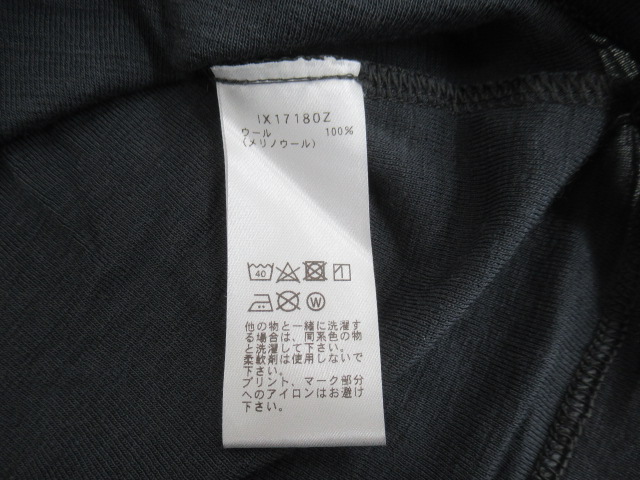 IX17180Z
ウール 100%
(メリノウール)
40
W
他の物と一緒に洗濯す
る場合は、同系色の物
と洗濯して下さい。
柔軟剤は使用しないで
下さい。
プリント、マーク部分
へのアイロンはお避け
下さい。